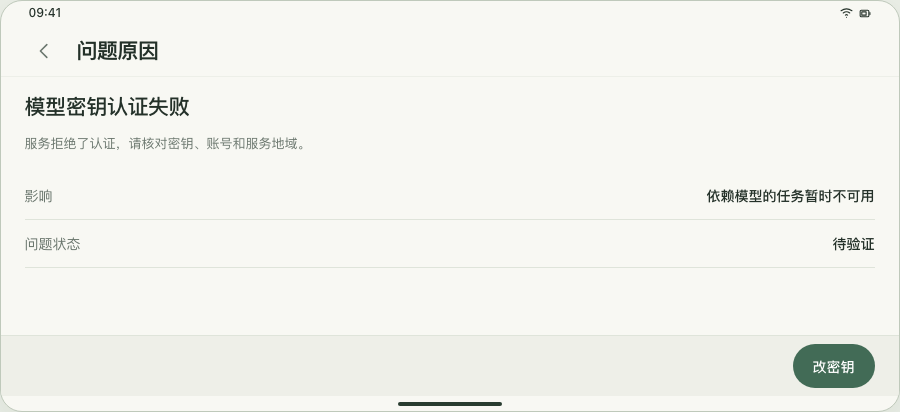 09:41
问题原因
模型密钥认证失败
服务拒绝了认证，请核对密钥、账号和服务地域。
影响
依赖模型的任务暂时不可用
问题状态
待验证
改密钥